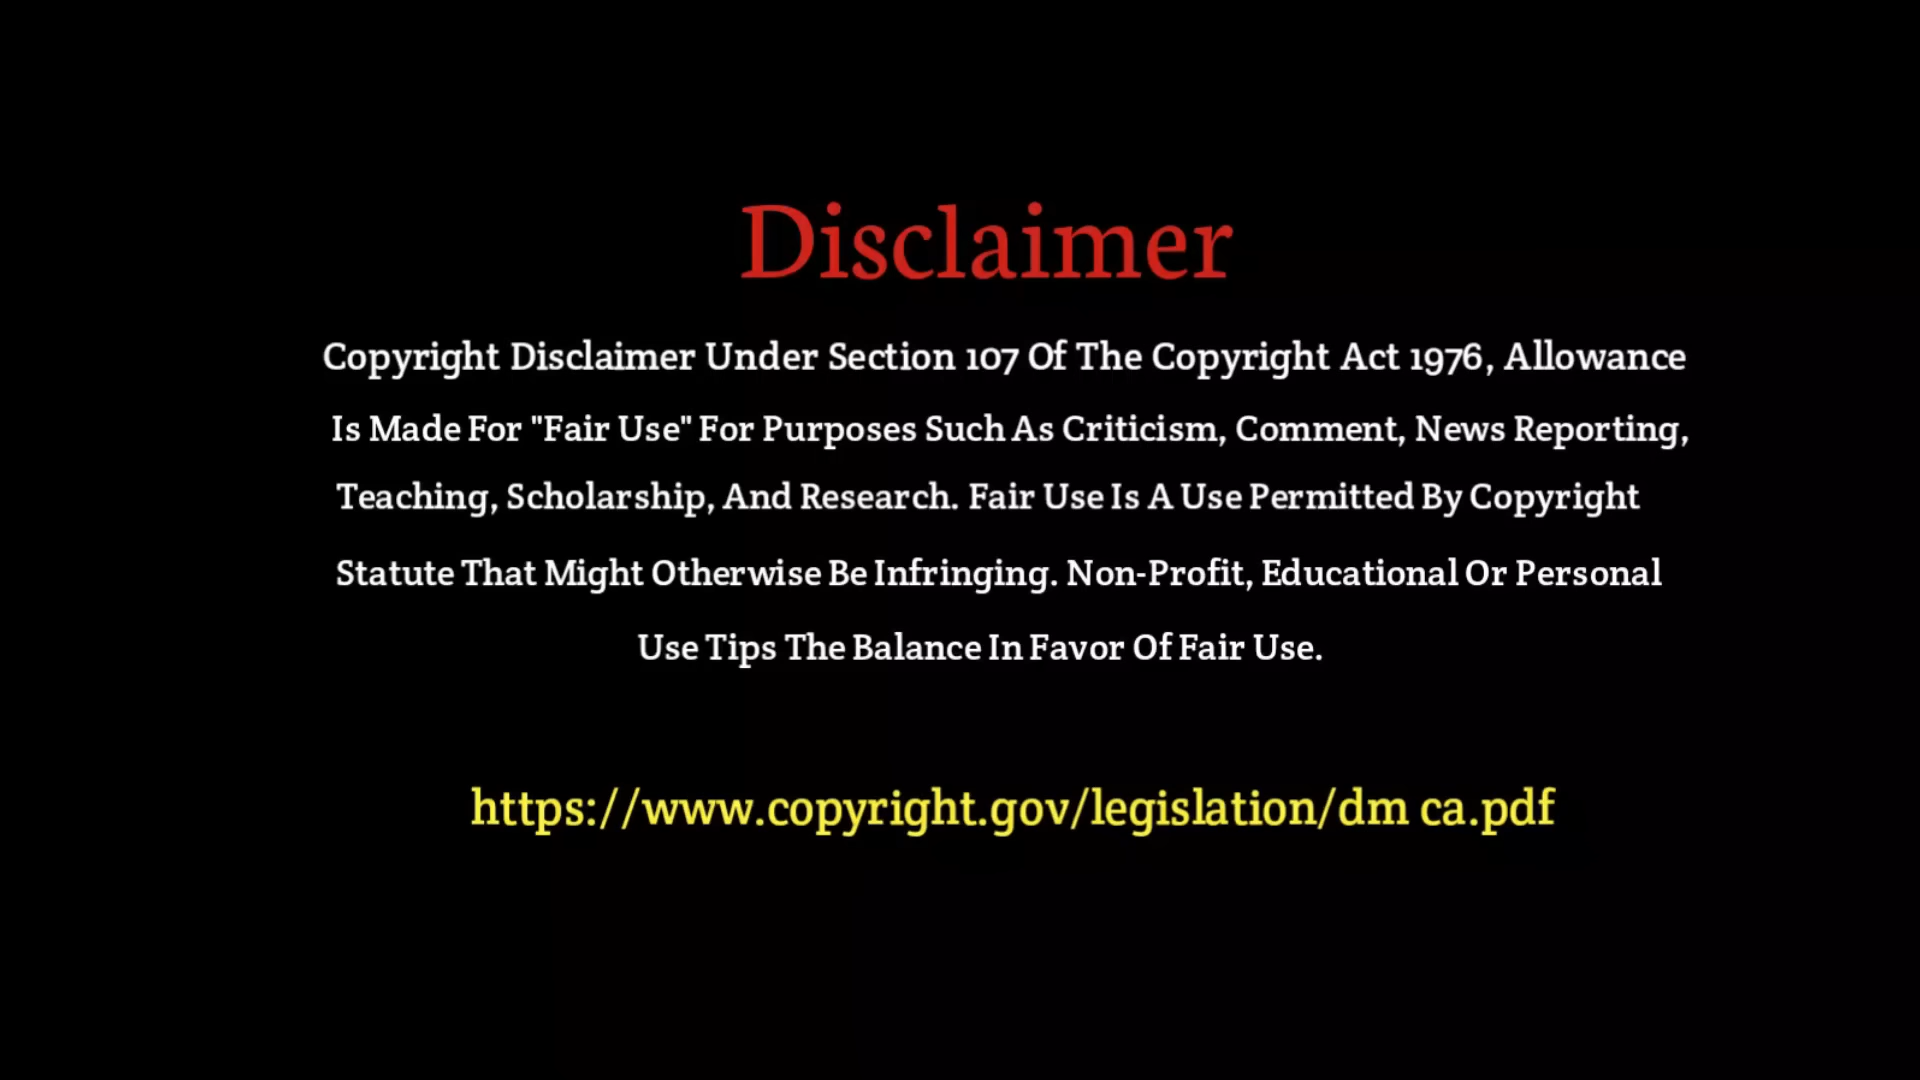 Disclaimer
Copyright Disclaimer Under Section 107 Of The Copyright Act 1976, Allowance
Is Made For "Fair Use" For Purposes Such As Criticism, Comment, News Reporting,
Teaching, Scholarship, And Research. Fair Use Is A Use Permitted By Copyright
Statute That Might Otherwise Be Infringing. Non-Profit, Educational Or Personal
Use Tips The Balance In Favor Of Fair Use.
https://www.copyright.gov/legislation/dm ca.pdf